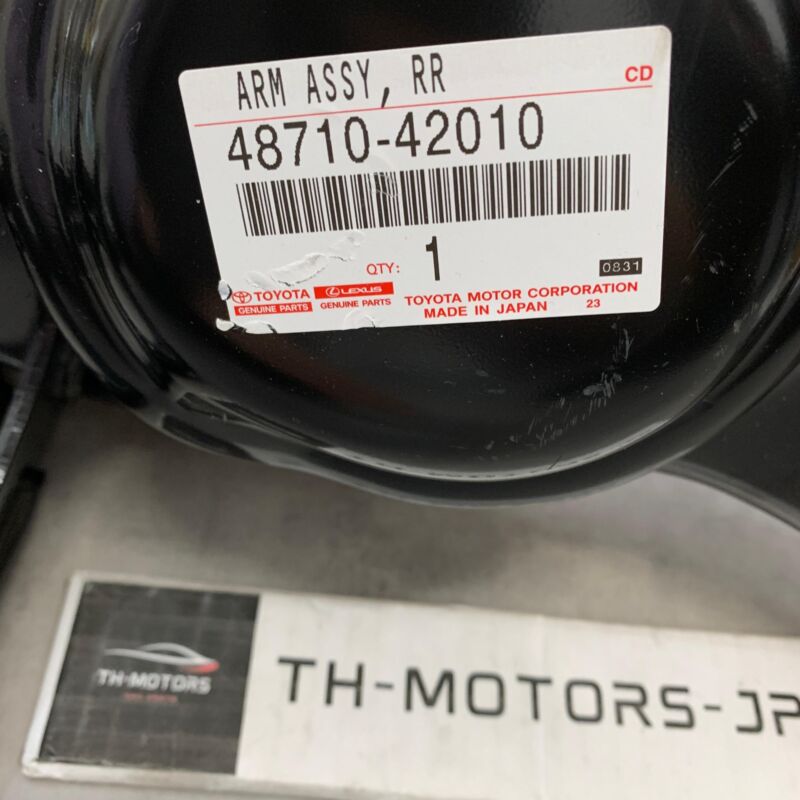 ARM ASSY, RR
CD
48710-42010
QTY: 1
0831
TOYOTA
GENUINE PARTS
LEXUS
GENUINE PARTS
TOYOTA MOTOR CORPORATION
MADE IN JAPAN 23
TH-MOTORS
TH-MOTORS-JP